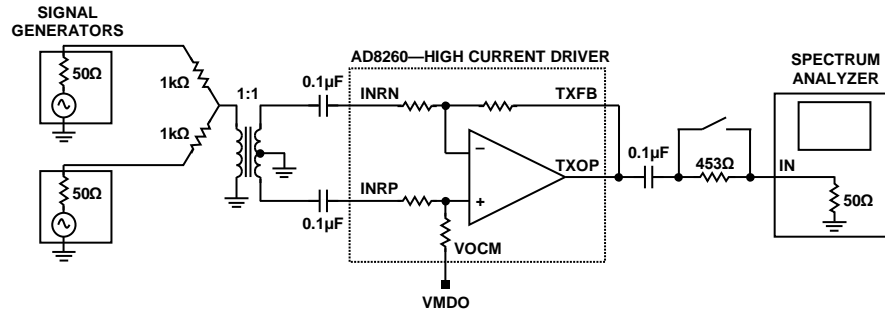 SIGNAL
GENERATORS
50Ω
1kΩ
1kΩ
50Ω
1:1
0.1µF
0.1µF
AD8260—HIGH CURRENT DRIVER
INRN
TXFB
INRP
TXOP
–
+
VOCM
VMDO
0.1µF
453Ω
SPECTRUM
ANALYZER
IN
50Ω